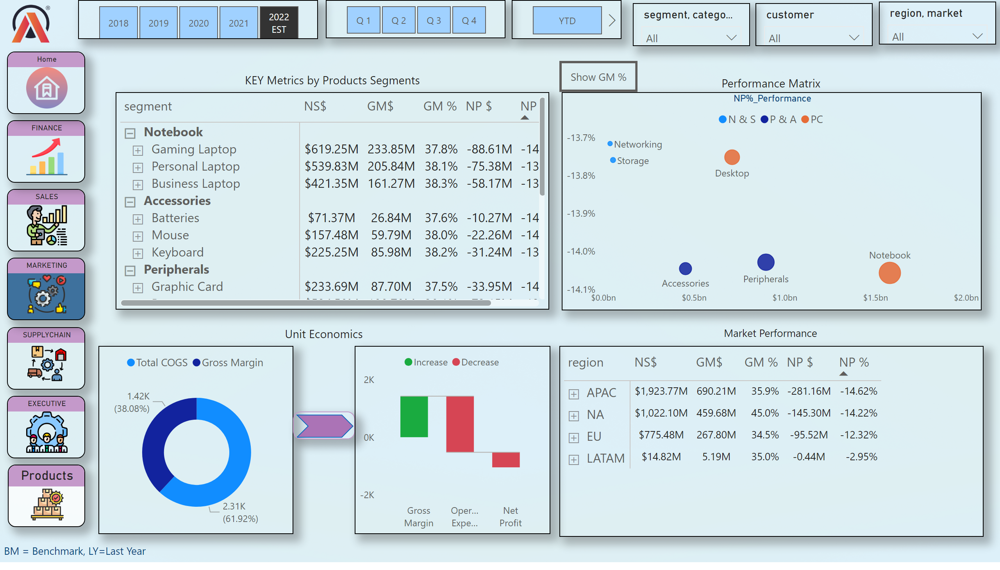 ®
2018 2019 2020 2021 2022 EST
Q 1 Q 2 Q 3 Q 4
YTD
segment, catego...
All
customer
All
region, market
All
Home
FINANCE
SALES
MARKETING
SUPPLYCHAIN
EXECUTIVE
Products
KEY Metrics by Products Segments
segment NS$ GM$ GM % NP $ NP
Notebook
Gaming Laptop $619.25M 233.85M 37.8% -88.61M -14
Personal Laptop $539.83M 205.84M 38.1% -75.38M -13
Business Laptop $421.35M 161.27M 38.3% -58.17M -13
Accessories
Batteries $71.37M 26.84M 37.6% -10.27M -14
Mouse $157.48M 59.79M 38.0% -22.26M -14
Keyboard $225.25M 85.98M 38.2% -31.24M -13
Peripherals
Graphic Card $233.69M 87.70M 37.5% -33.95M -14
Show GM %
Performance Matrix
NP%_Performance
N & S P & A PC
-13.7%
Networking
Storage
Desktop
-13.8%
-13.9%
-14.0%
Notebook
Peripherals
Accessories
-14.1%
$0.0bn $0.5bn $1.0bn $1.5bn $2.0bn
Unit Economics
Total COGS Gross Margin
1.42K
(38.08%)
2.31K
(61.92%)
Increase Decrease
2K
0K
-2K
Gross Margin
Oper... Expe...
Net Profit
Market Performance
region NS$ GM$ GM % NP $ NP %
APAC $1,923.77M 690.21M 35.9% -281.16M -14.62%
NA $1,022.10M 459.68M 45.0% -145.30M -14.22%
EU $775.48M 267.80M 34.5% -95.52M -12.32%
LATAM $14.82M 5.19M 35.0% -0.44M -2.95%
BM = Benchmark, LY=Last Year